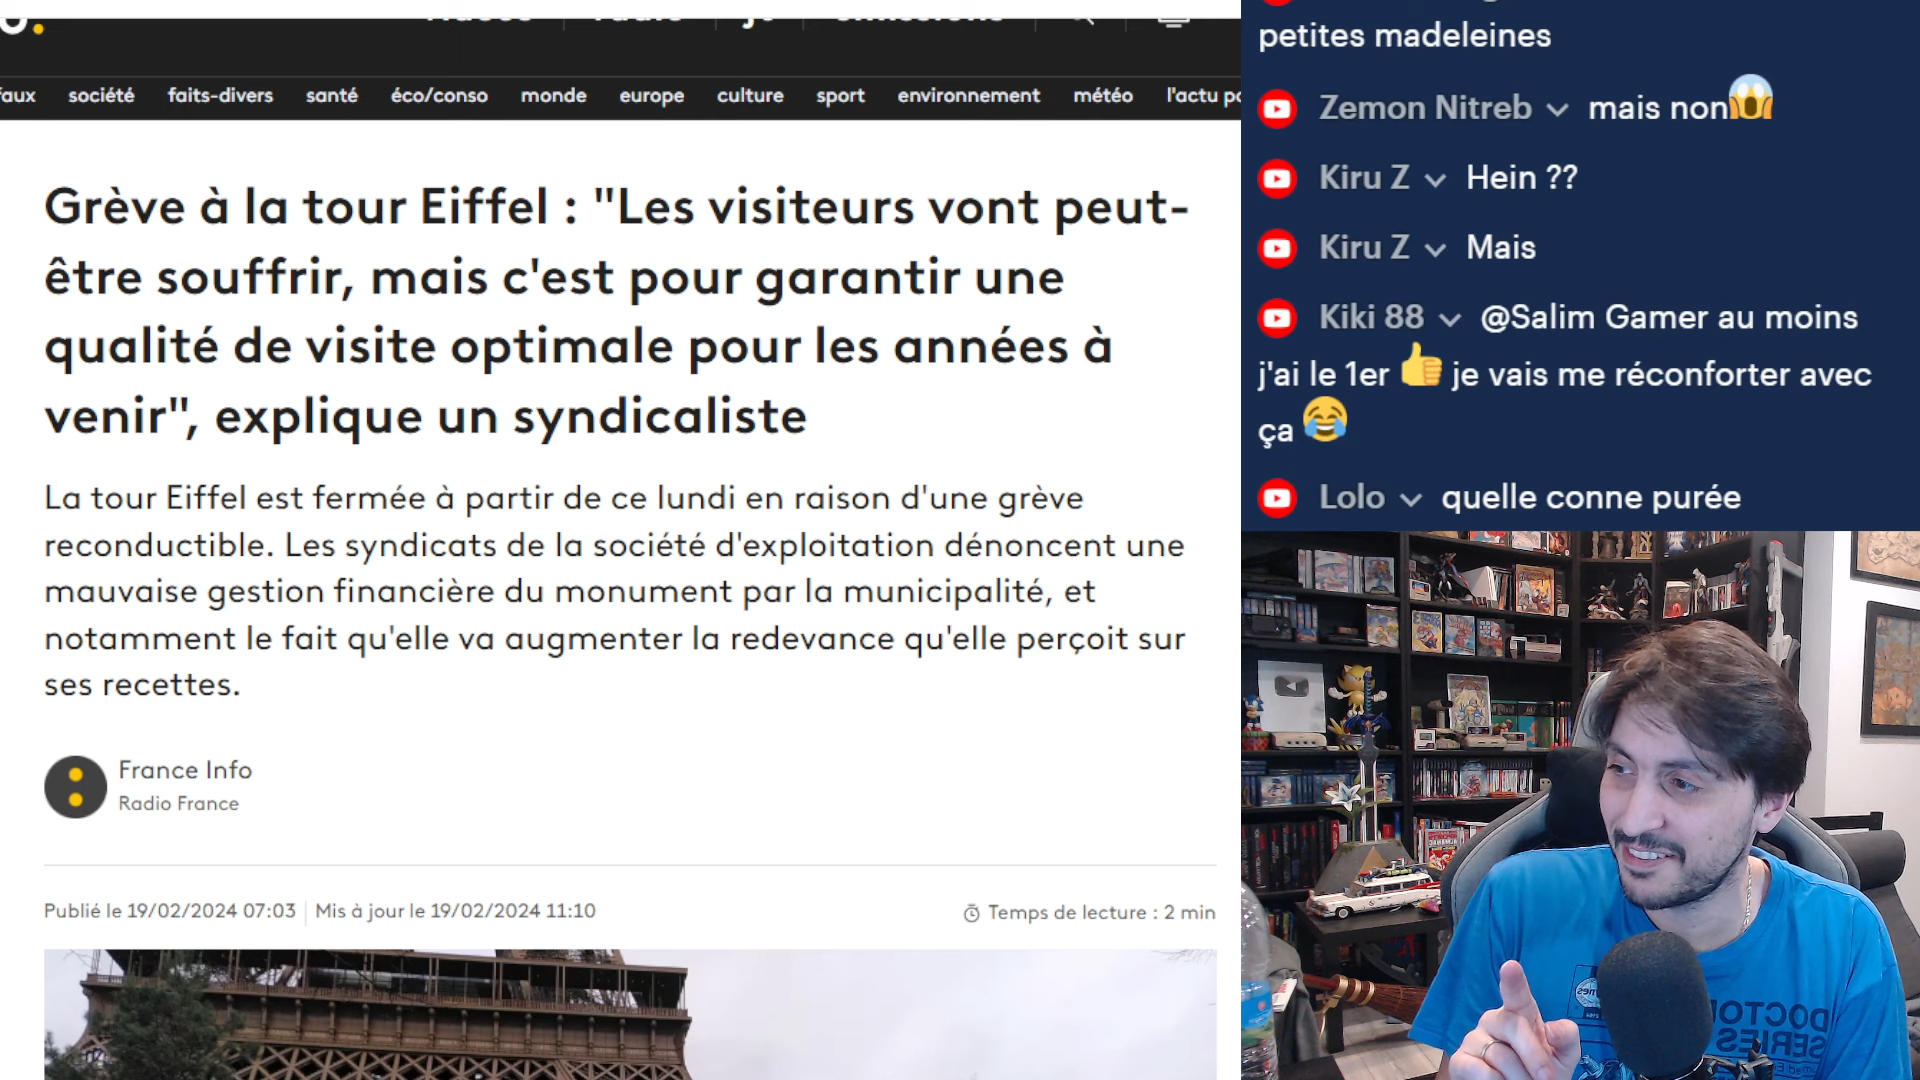 faux société faits-divers santé éco/conso monde europe culture sport environnement météo l'actu po
Grève à la tour Eiffel : "Les visiteurs vont peut-
être souffrir, mais c'est pour garantir une
qualité de visite optimale pour les années à
venir", explique un syndicaliste
La tour Eiffel est fermée à partir de ce lundi en raison d'une grève
reconductible. Les syndicats de la société d'exploitation dénoncent une
mauvaise gestion financière du monument par la municipalité, et
notamment le fait qu'elle va augmenter la redevance qu'elle perçoit sur
ses recettes.
France Info
Radio France
Publié le 19/02/2024 07:03 Mis à jour le 19/02/2024 11:10
Temps de lecture : 2 min
petites madeleines
Zemon Nitreb mais non😱
Kiru Z Hein ??
Kiru Z Mais
Kiki 88 @Salim Gamer au moins
j'ai le 1er 👍 je vais me réconforter avec
ça 😂
Lolo quelle conne purée
DOCTOR
SERIES